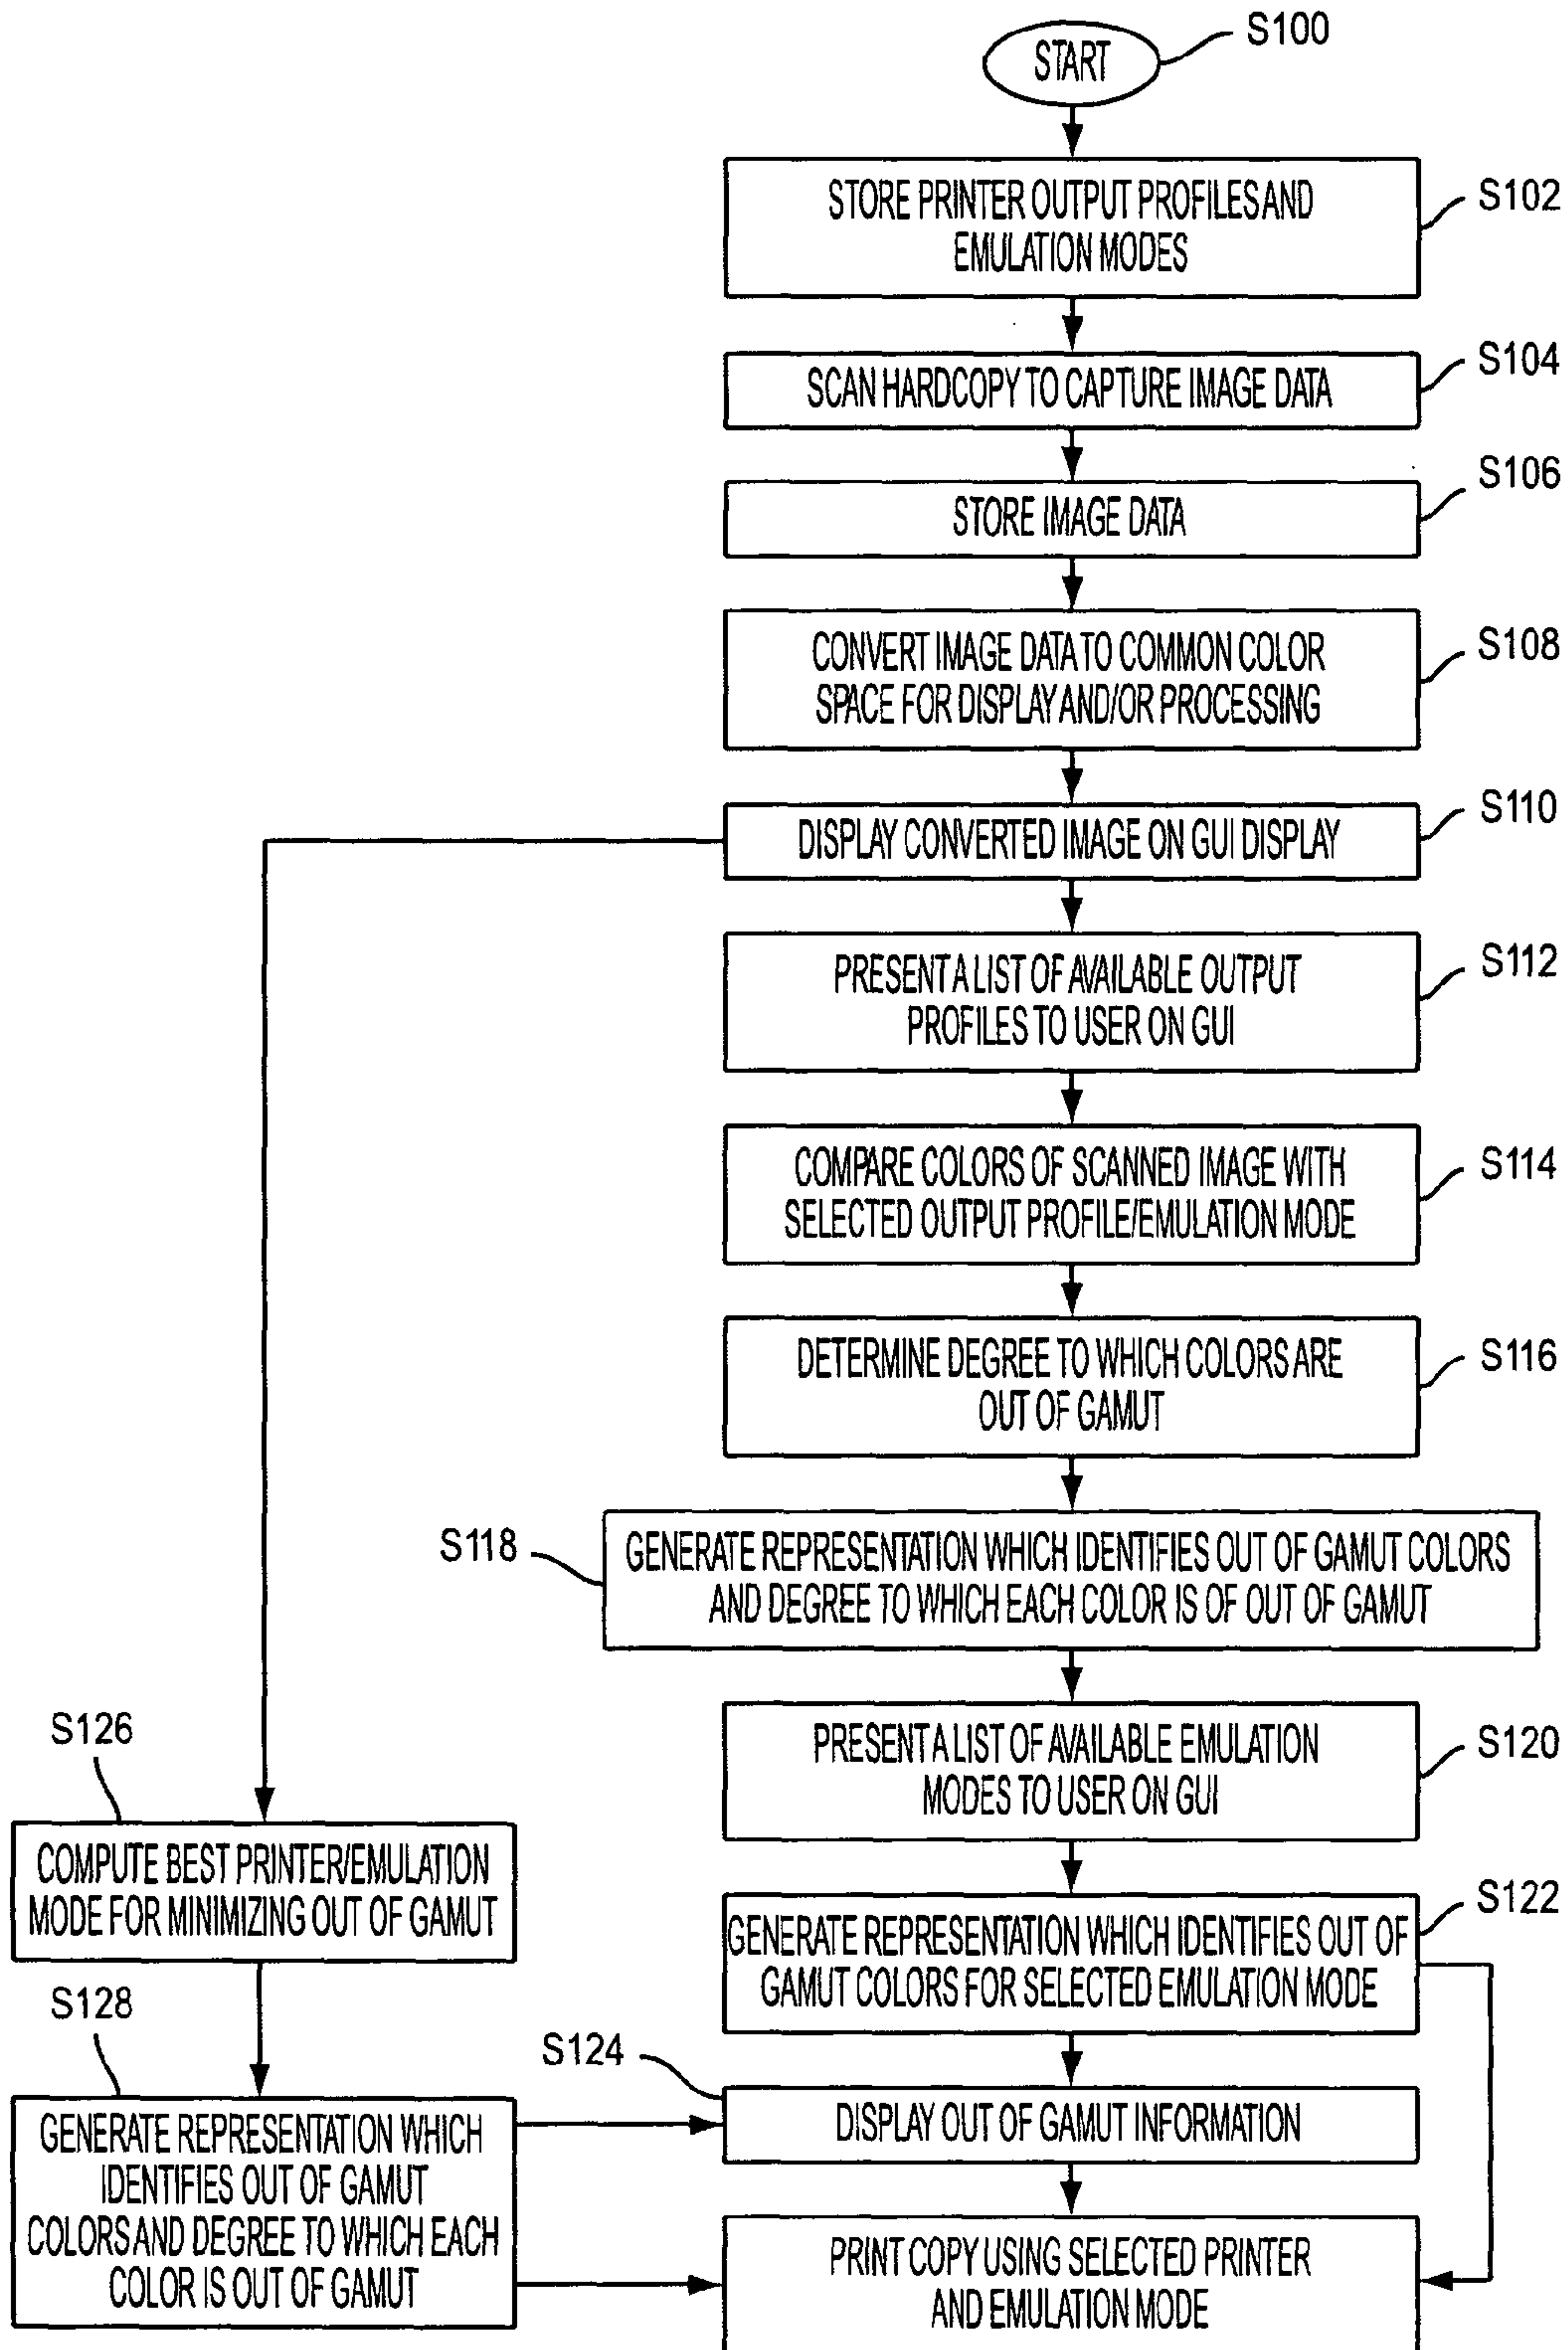 START
S100
STORE PRINTER OUTPUT PROFILES AND
EMULATION MODES
S102
SCAN HARDCOPY TO CAPTURE IMAGE DATA
S104
STORE IMAGE DATA
S106
CONVERT IMAGE DATA TO COMMON COLOR
SPACE FOR DISPLAY AND/OR PROCESSING
S108
DISPLAY CONVERTED IMAGE ON GUI DISPLAY
S110
PRESENT A LIST OF AVAILABLE OUTPUT
PROFILES TO USER ON GUI
S112
COMPARE COLORS OF SCANNED IMAGE WITH
SELECTED OUTPUT PROFILE/EMULATION MODE
S114
DETERMINE DEGREE TO WHICH COLORS ARE
OUT OF GAMUT
S116
S118
GENERATE REPRESENTATION WHICH IDENTIFIES OUT OF GAMUT COLORS
AND DEGREE TO WHICH EACH COLOR IS OF OUT OF GAMUT
PRESENT A LIST OF AVAILABLE EMULATION
MODES TO USER ON GUI
S120
S126
COMPUTE BEST PRINTER/EMULATION
MODE FOR MINIMIZING OUT OF GAMUT
GENERATE REPRESENTATION WHICH IDENTIFIES OUT OF
GAMUT COLORS FOR SELECTED EMULATION MODE
S122
S128
GENERATE REPRESENTATION WHICH
IDENTIFIES OUT OF GAMUT
COLORS AND DEGREE TO WHICH EACH
COLOR IS OUT OF GAMUT
S124
DISPLAY OUT OF GAMUT INFORMATION
PRINT COPY USING SELECTED PRINTER
AND EMULATION MODE